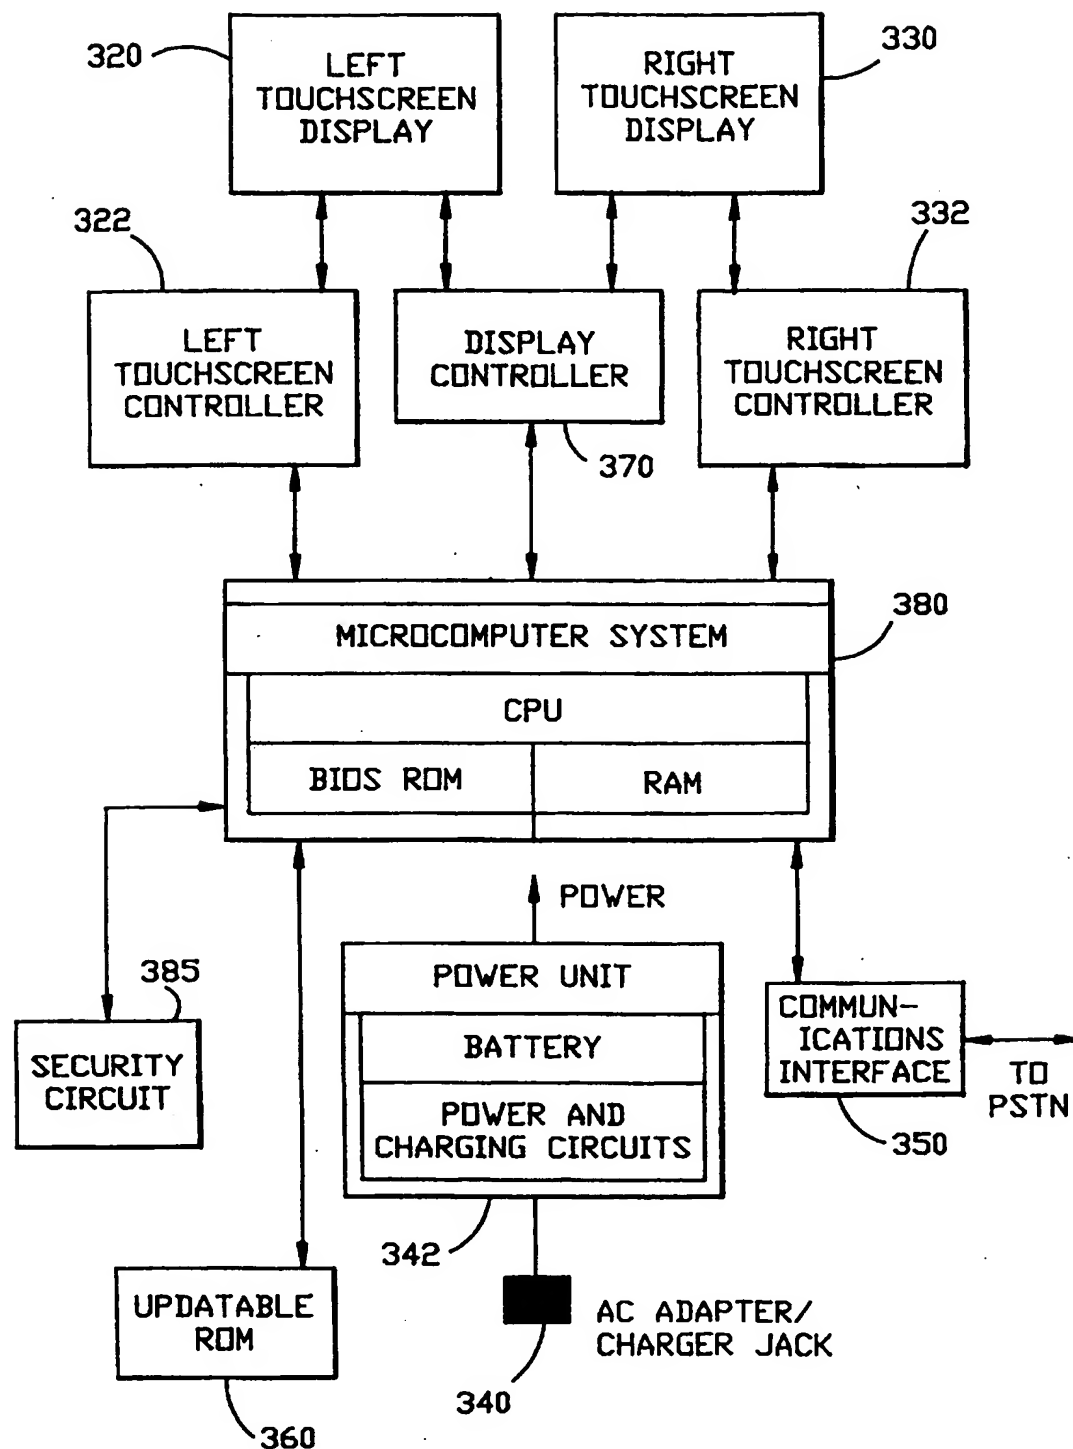 320
LEFT
TOUCHSCREEN
DISPLAY
RIGHT
TOUCHSCREEN
DISPLAY
330
322
332
LEFT
TOUCHSCREEN
CONTROLLER
DISPLAY
CONTROLLER
RIGHT
TOUCHSCREEN
CONTROLLER
370
380
MICROCOMPUTER SYSTEM
CPU
BIOS ROM
RAM
POWER
385
SECURITY
CIRCUIT
POWER UNIT
BATTERY
POWER AND
CHARGING CIRCUITS
COMMUN-
ICATIONS
INTERFACE
TO
PSTN
350
342
UPDATABLE
ROM
AC ADAPTER/
CHARGER JACK
340
360